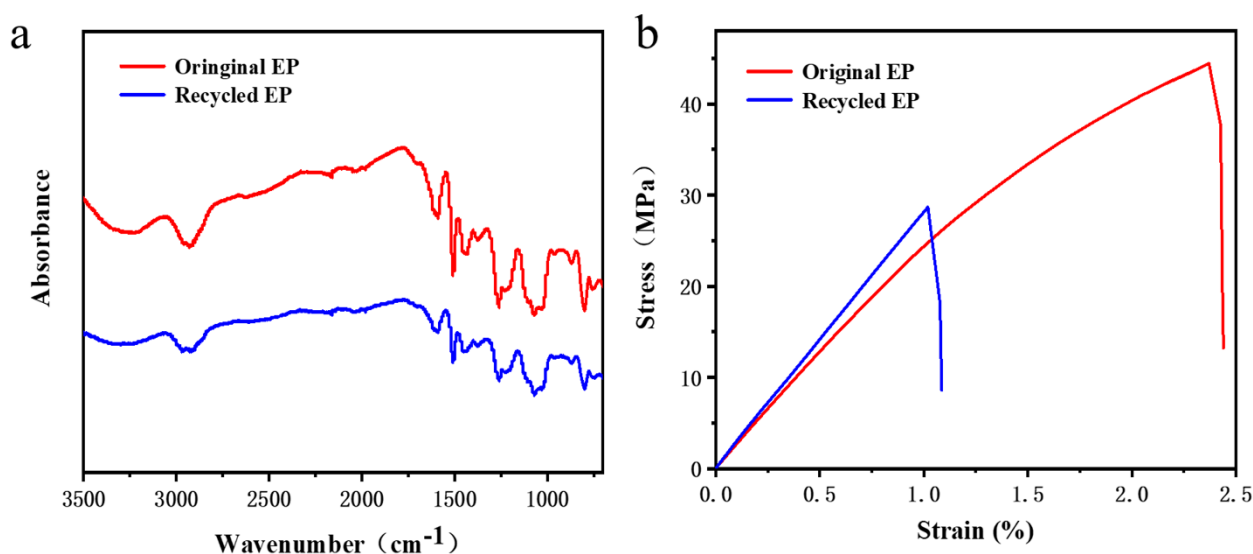 a
Oringinal EP
Recycled EP
Absorbance
3500 3000 2500 2000 1500 1000
Wavenumber（cm-1）
b
Original EP
Recycled EP
Stress（MPa）
40
30
20
10
0
0.0 0.5 1.0 1.5 2.0 2.5
Strain (%)